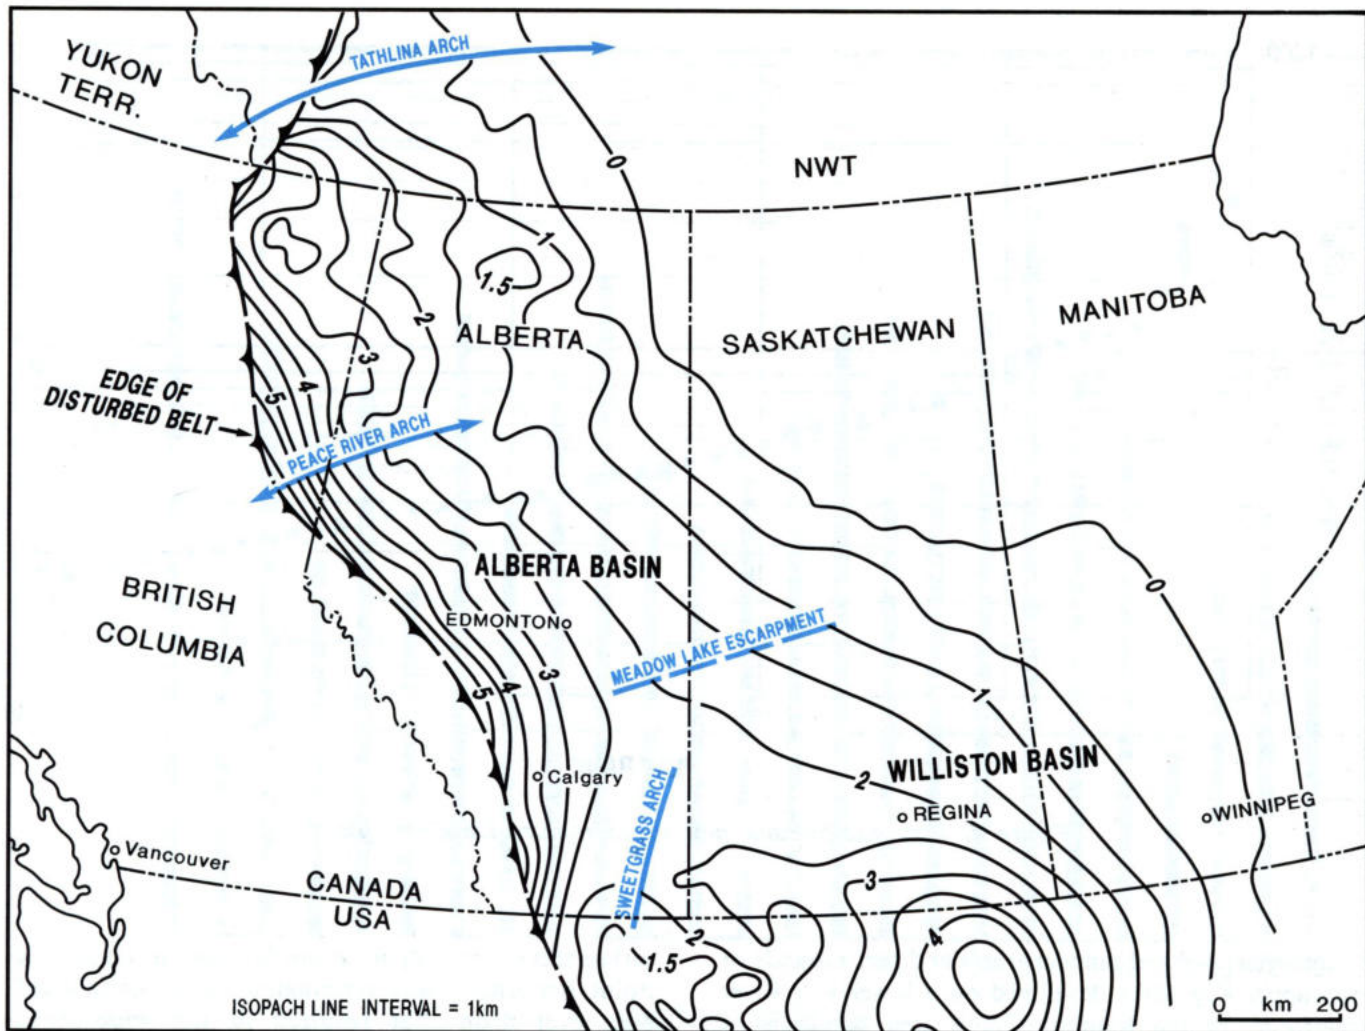 YUKON
TERR.
TATHLINA ARCH
0
NWT
1
1.5
2
ALBERTA
SASKATCHEWAN
MANITOBA
3
4
5
EDGE OF
DISTURBED BELT
PEACE RIVER ARCH
BRITISH
COLUMBIA
ALBERTA BASIN
EDMONTON
0
MEADOW LAKE ESCARPMENT
5
4
3
1
Calgary
2
WILLISTON BASIN
REGINA
WINNIPEG
SWEETGRASS ARCH
Vancouver
CANADA
USA
3
2
4
1.5
ISOPACH LINE INTERVAL = 1km
0 km 200